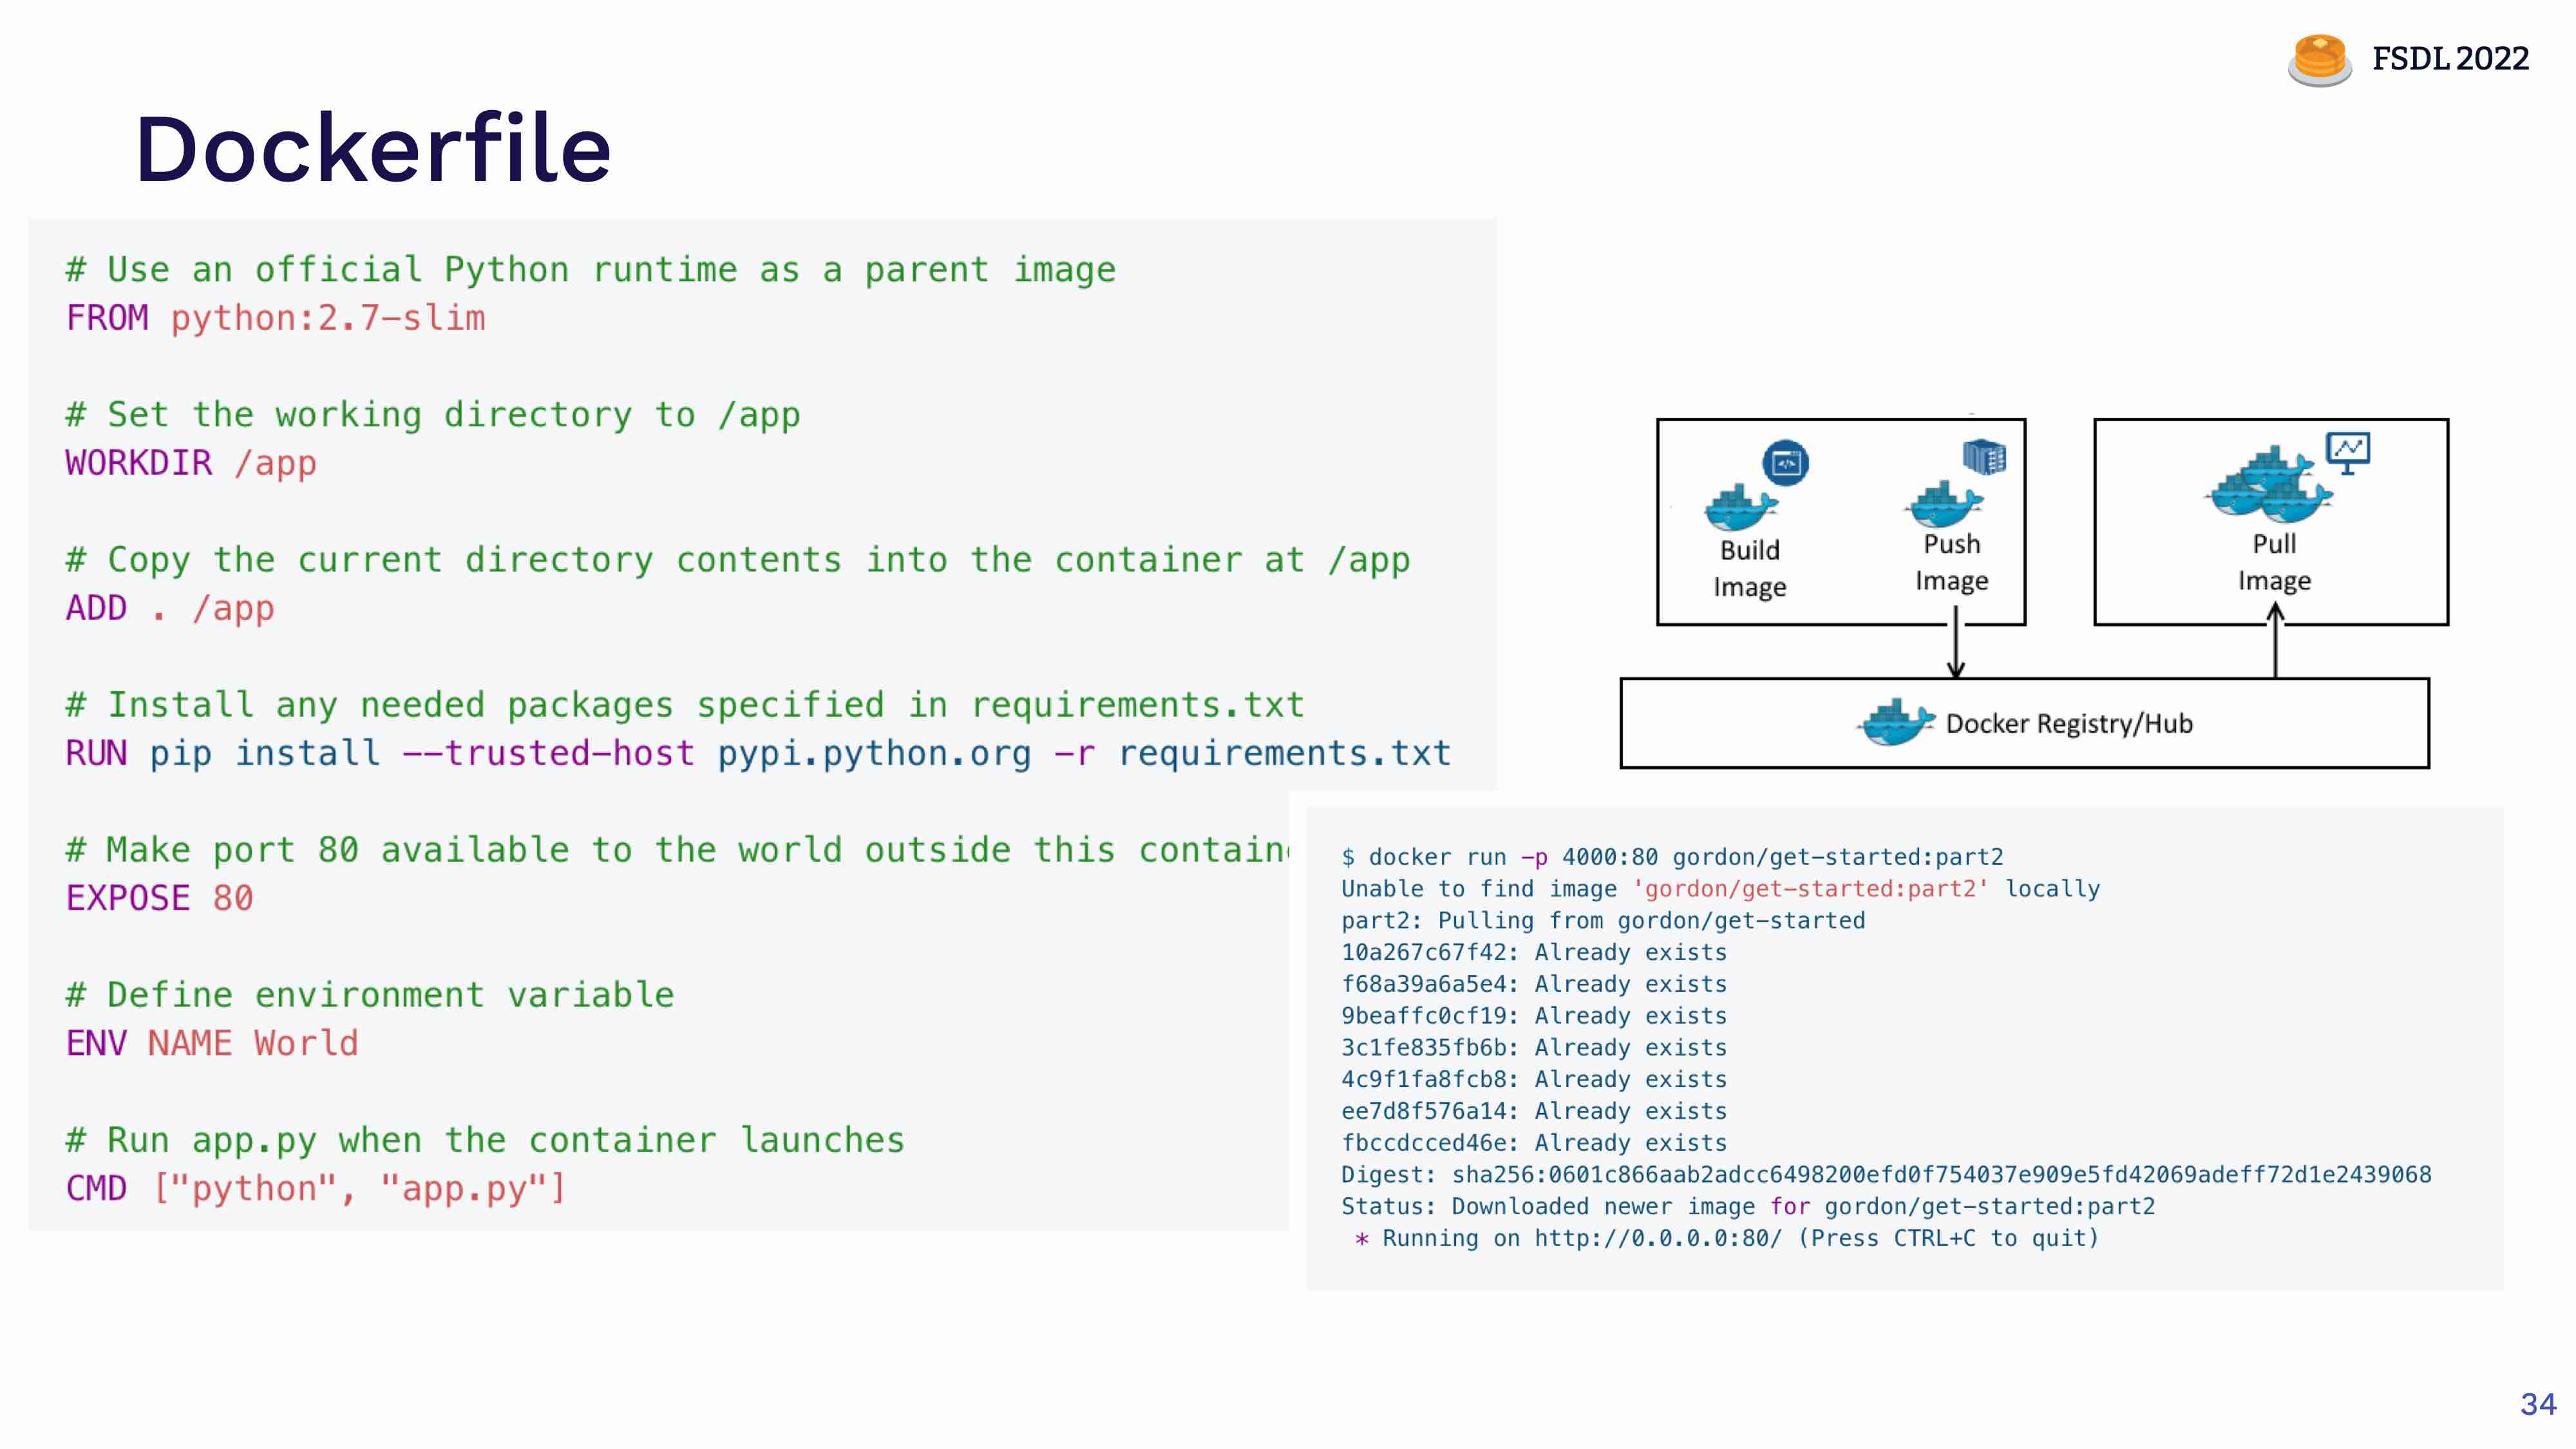 FSDL 2022
Dockerfile
# Use an official Python runtime as a parent image
FROM python:2.7-slim
# Set the working directory to /app
WORKDIR /app
# Copy the current directory contents into the container at /app
ADD . /app
# Install any needed packages specified in requirements.txt
RUN pip install --trusted-host pypi.python.org -r requirements.txt
# Make port 80 available to the world outside this
EXPOSE 80
# Define environment variable
ENV NAME World
# Run app.py when the container launches
CMD ["python", "app.py"]
Build
Image
Push
Image
Pull
Image
Docker Registry/Hub
$ docker run -p 4000:80 gordon/get-started:part2
Unable to find image 'gordon/get-started:part2' locally
part2: Pulling from gordon/get-started
10a267c67f42: Already exists
f68a39a6a5e4: Already exists
9beaffc0cf19: Already exists
3c1fe835fb6b: Already exists
4c9f1fa8fcb8: Already exists
ee7d8f576a14: Already exists
fbccdcced46e: Already exists
Digest: sha256:0601c866aab2adcc6498200efd0f754037e909e5fd42069adeff72d1e2439068
Status: Downloaded newer image for gordon/get-started:part2
* Running on http://0.0.0.0:80/ (Press CTRL+C to quit)
34